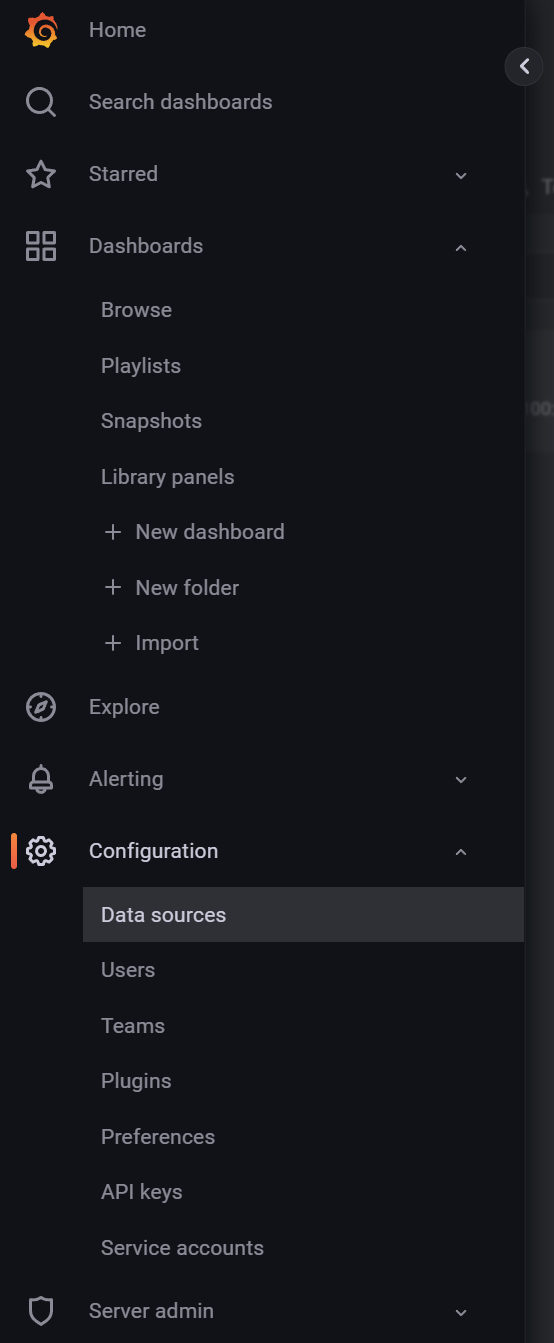 Home
Search dashboards
Starred
Dashboards
Browse
Playlists
Snapshots
Library panels
+ New dashboard
+ New folder
+ Import
Explore
Alerting
Configuration
Data sources
Users
Teams
Plugins
Preferences
API keys
Service accounts
Server admin